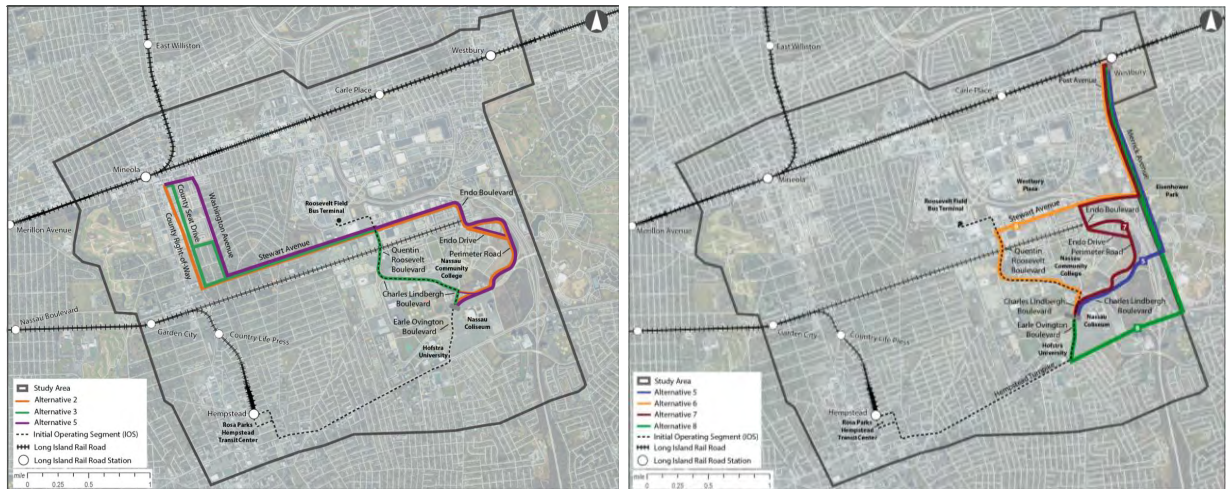 East Williston
Westbury
Carle Place
Mineola
Merillon Avenue
County Right-of-Way
County Seat Drive
Washington Avenue
Stewart Avenue
Roosevelt Field
Bus Terminal
Endo Boulevard
Endo Drive
Perimeter Road
Quentin
Roosevelt
Boulevard
Nassau
Community
College
Charles Lindbergh
Boulevard
Nassau
Coliseum
Earle Ovington
Boulevard
Hofstra
University
Nassau Boulevard
Garden City
Country Life Press
Hempstead
Rosa Parks
Hempstead
Transit Center
Study Area
Alternative 2
Alternative 3
Alternative 5
Initial Operating Segment (IOS)
Long Island Rail Road
Long Island Rail Road Station
mile
0 0.25 0.5 1
East Williston
Westbury
Post Avenue
Carle Place
Mineola
Merrick Avenue
Eisenhower
Park
Westbury
Place
Roosevelt Field
Bus Terminal
Stewart Avenue
6
Endo Boulevard
7
Endo Drive
Perimeter Road
Quentin
Roosevelt
Boulevard
Nassau
Community
College
5
Charles Lindbergh
Boulevard
Charles Lindbergh
Boulevard
Nassau
Coliseum
Earle Ovington
Boulevard
Hofstra
University
8
Hempstead Turnpike
Merillon Avenue
Nassau Boulevard
Garden City
Country Life Press
Hempstead
Rosa Parks
Hempstead
Transit Center
Study Area
Alternative 5
Alternative 6
Alternative 7
Alternative 8
Initial Operating Segment (IOS)
Long Island Rail Road
Long Island Rail Road Station
mile
0 0.25 0.5 1